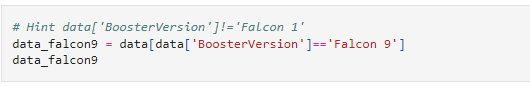 # Hint data['BoosterVersion']!='Falcon 1'
data_falcon9 = data[data['BoosterVersion']=='Falcon 9']
data_falcon9